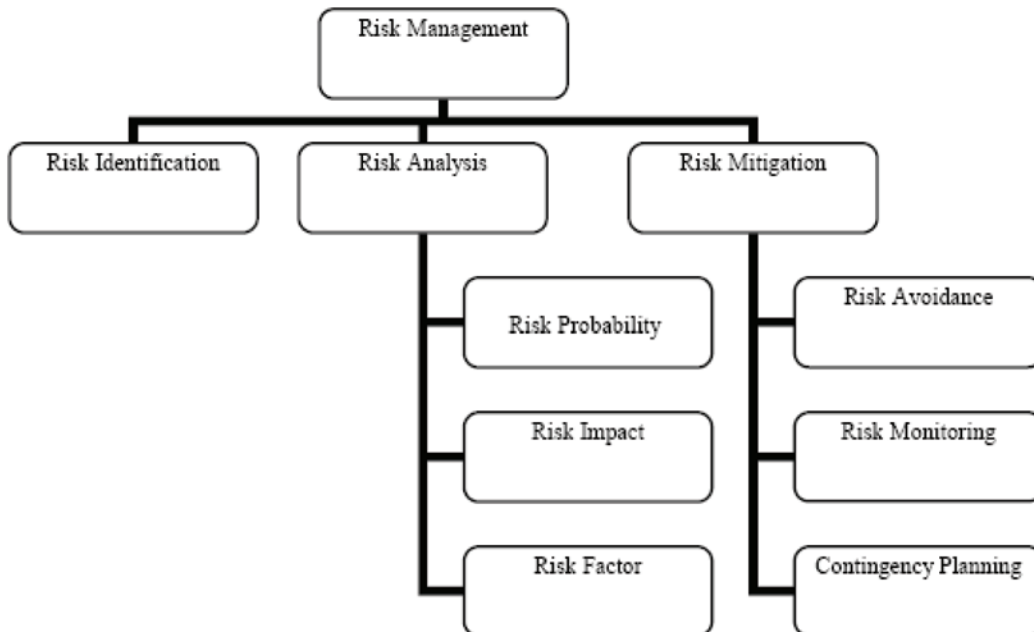 Risk Management
Risk Identification
Risk Analysis
Risk Mitigation
Risk Probability
Risk Avoidance
Risk Impact
Risk Monitoring
Risk Factor
Contingency Planning